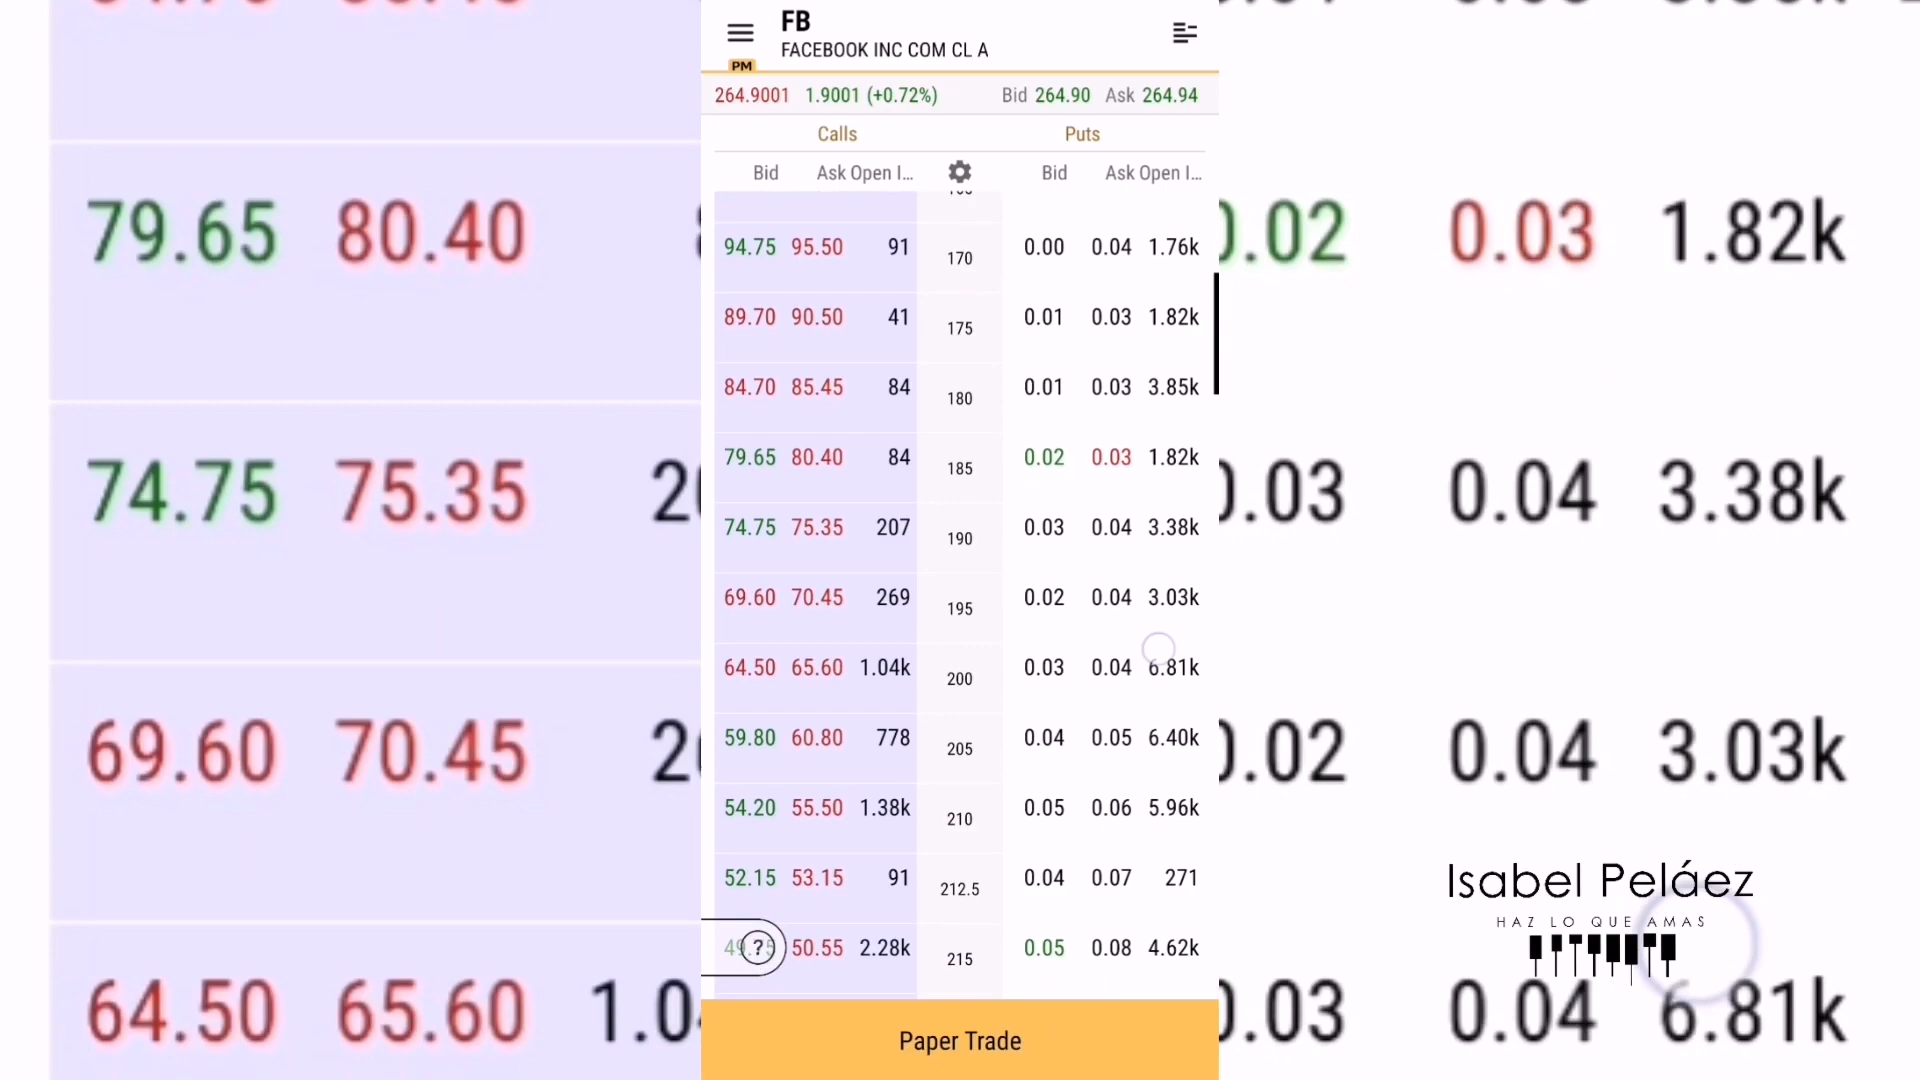 FB
FACEBOOK INC COM CL A
PM
264.9001 1.9001 (+0.72%) Bid 264.90 Ask 264.94
Calls Puts
Bid Ask Open I... Bid Ask Open I...
94.75 95.50 91 170 0.00 0.04 1.76k
89.70 90.50 41 175 0.01 0.03 1.82k
84.70 85.45 84 180 0.01 0.03 3.85k
79.65 80.40 84 185 0.02 0.03 1.82k
74.75 75.35 207 190 0.03 0.04 3.38k
69.60 70.45 269 195 0.02 0.04 3.03k
64.50 65.60 1.04k 200 0.03 0.04 6.81k
59.80 60.80 778 205 0.04 0.05 6.40k
54.20 55.50 1.38k 210 0.05 0.06 5.96k
52.15 53.15 91 212.5 0.04 0.07 271
? 50.55 2.28k 215 0.05 0.08 4.62k
Paper Trade
79.65 80.40
74.75 75.35
69.60 70.45
64.50 65.60
0.03 1.82k
0.04 3.38k
0.04 3.03k
0.04 6.81k
Isabel Peláez
HAZ LO QUE AMAS